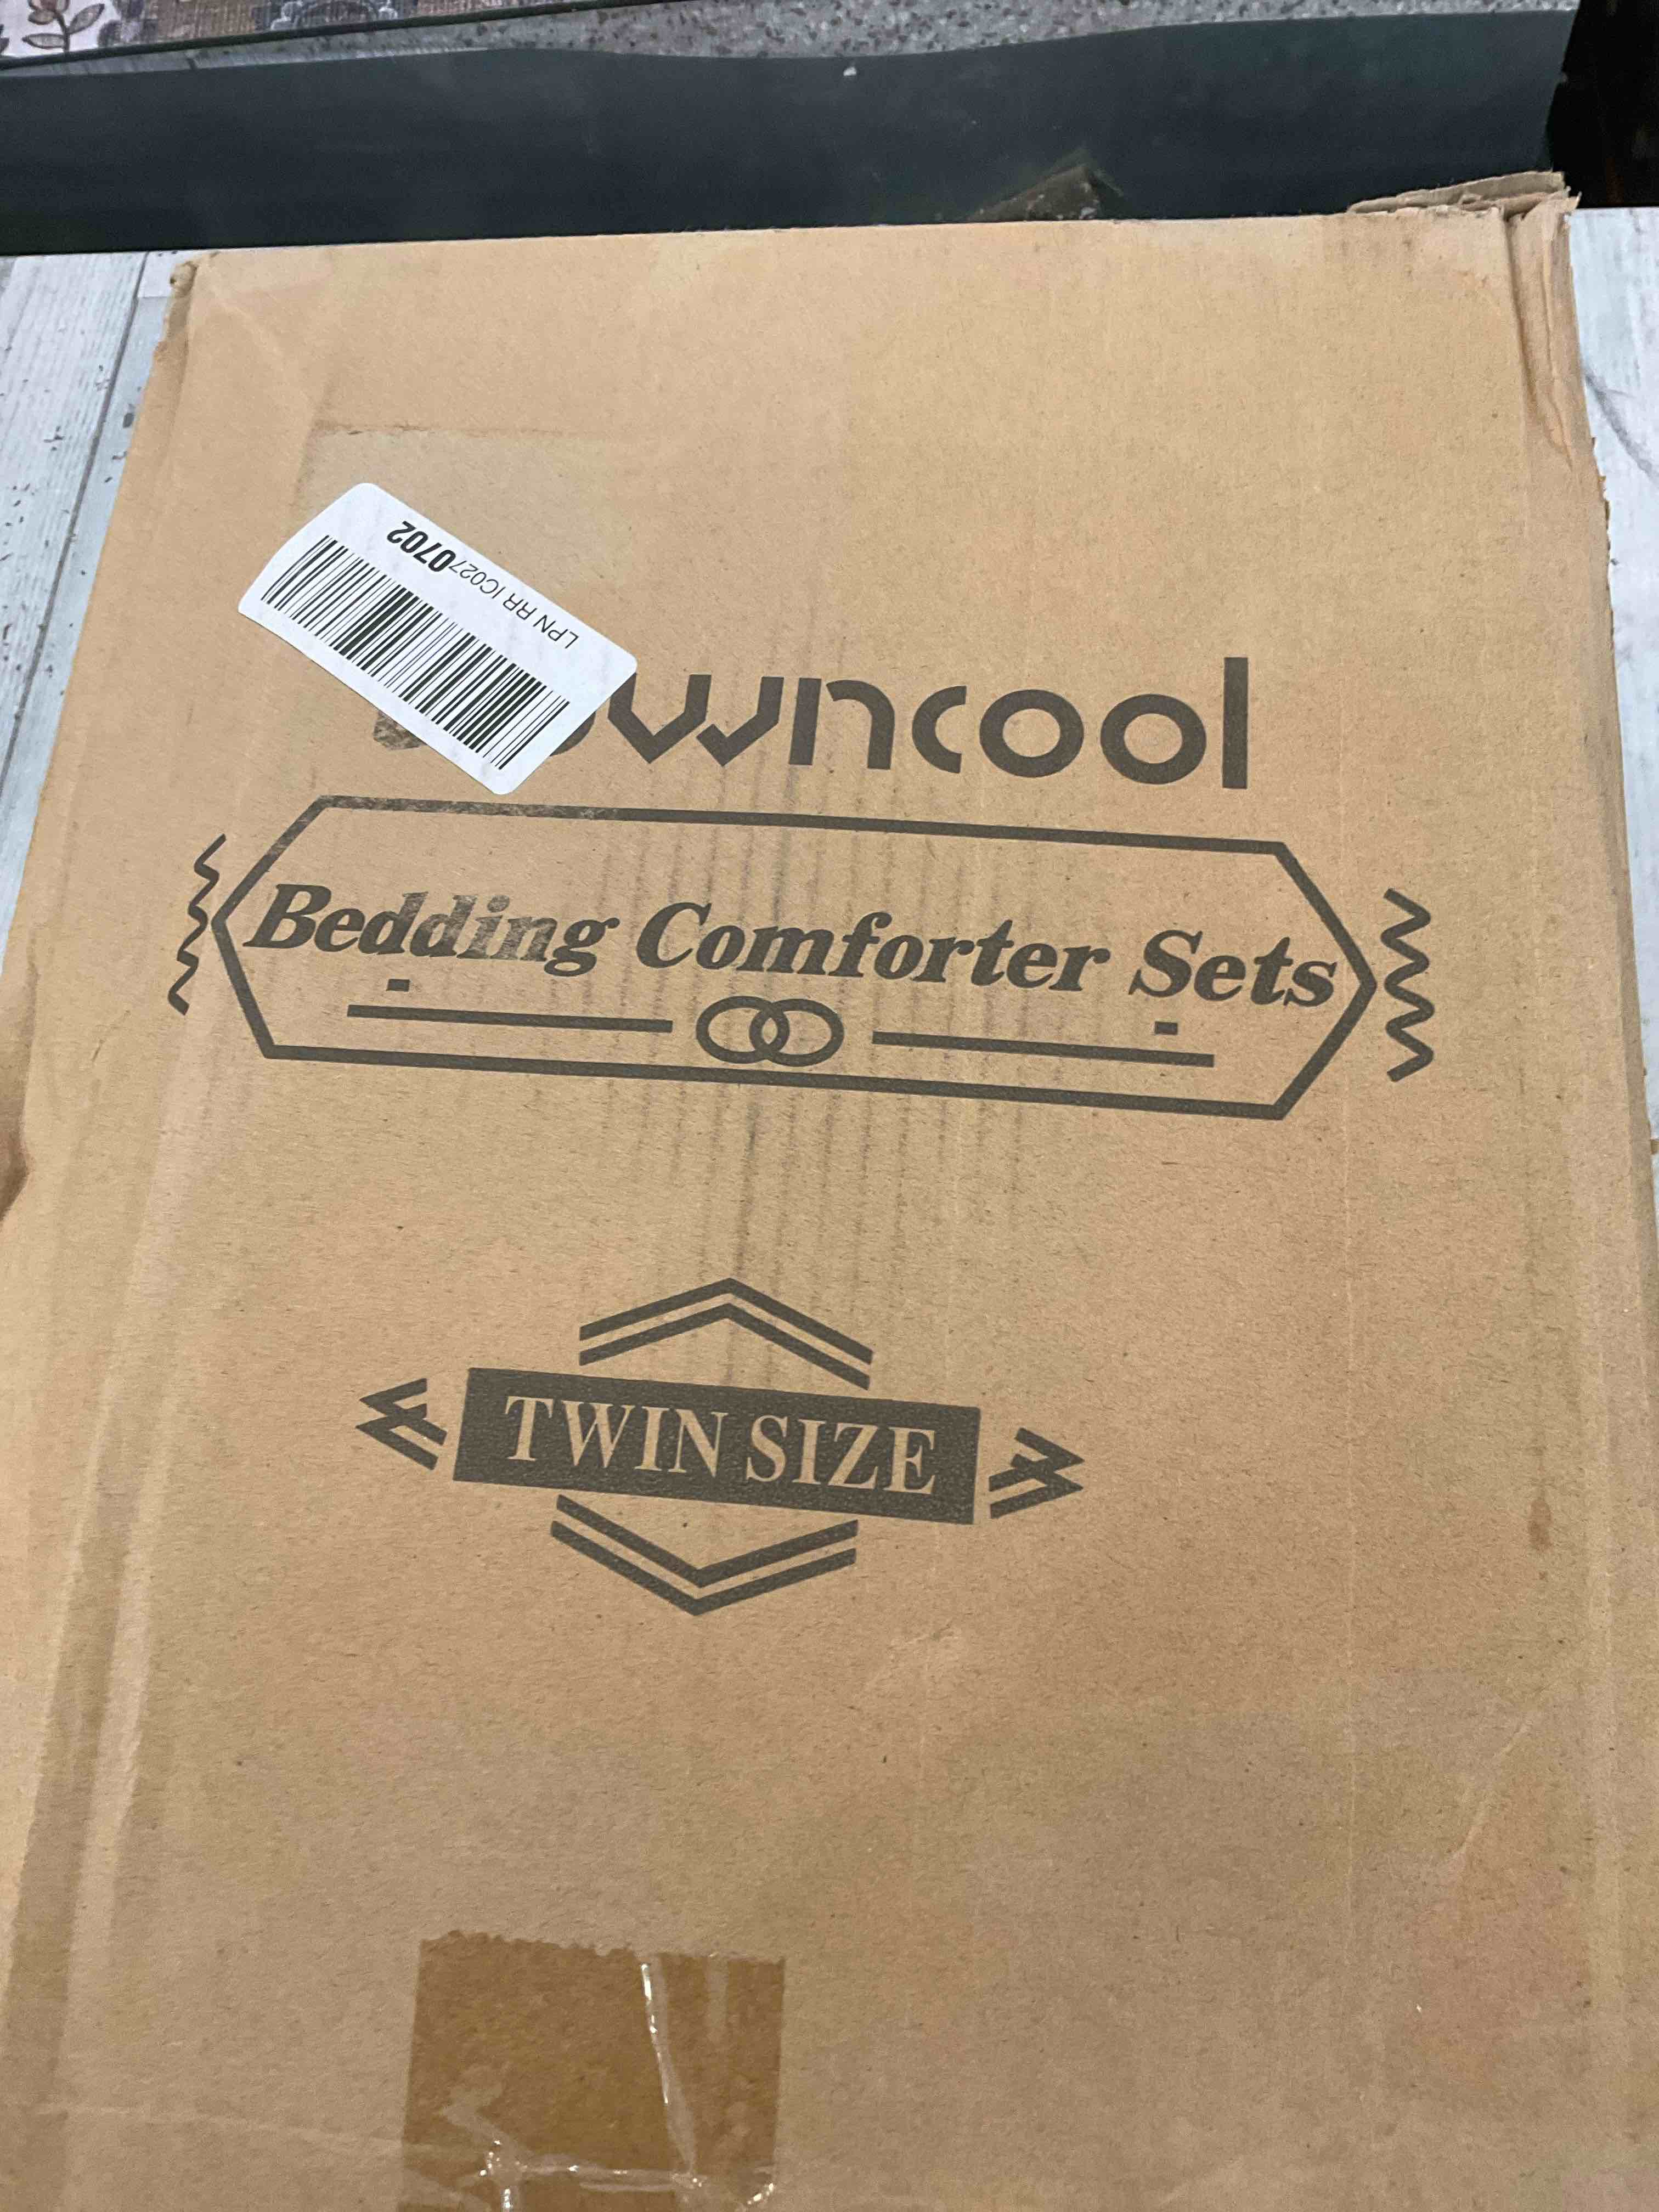 LPN RR IC0270702
owncool
Bedding Comforter Sets
TWIN SIZE